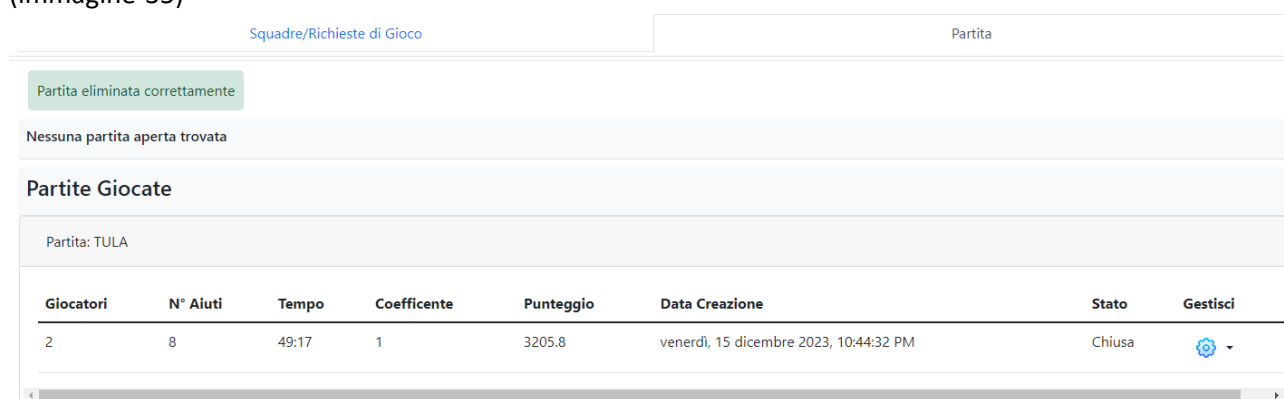 (immagine 35)
Squadre/Richieste di Gioco Partita
Partita eliminata correttamente
Nessuna partita aperta trovata
Partite Giocate
Partita: TULA
Giocatori N° Aiuti Tempo Coefficente Punteggio Data Creazione Stato Gestisci
2 8 49:17 1 3205.8 venerdì, 15 dicembre 2023, 10:44:32 PM Chiusa